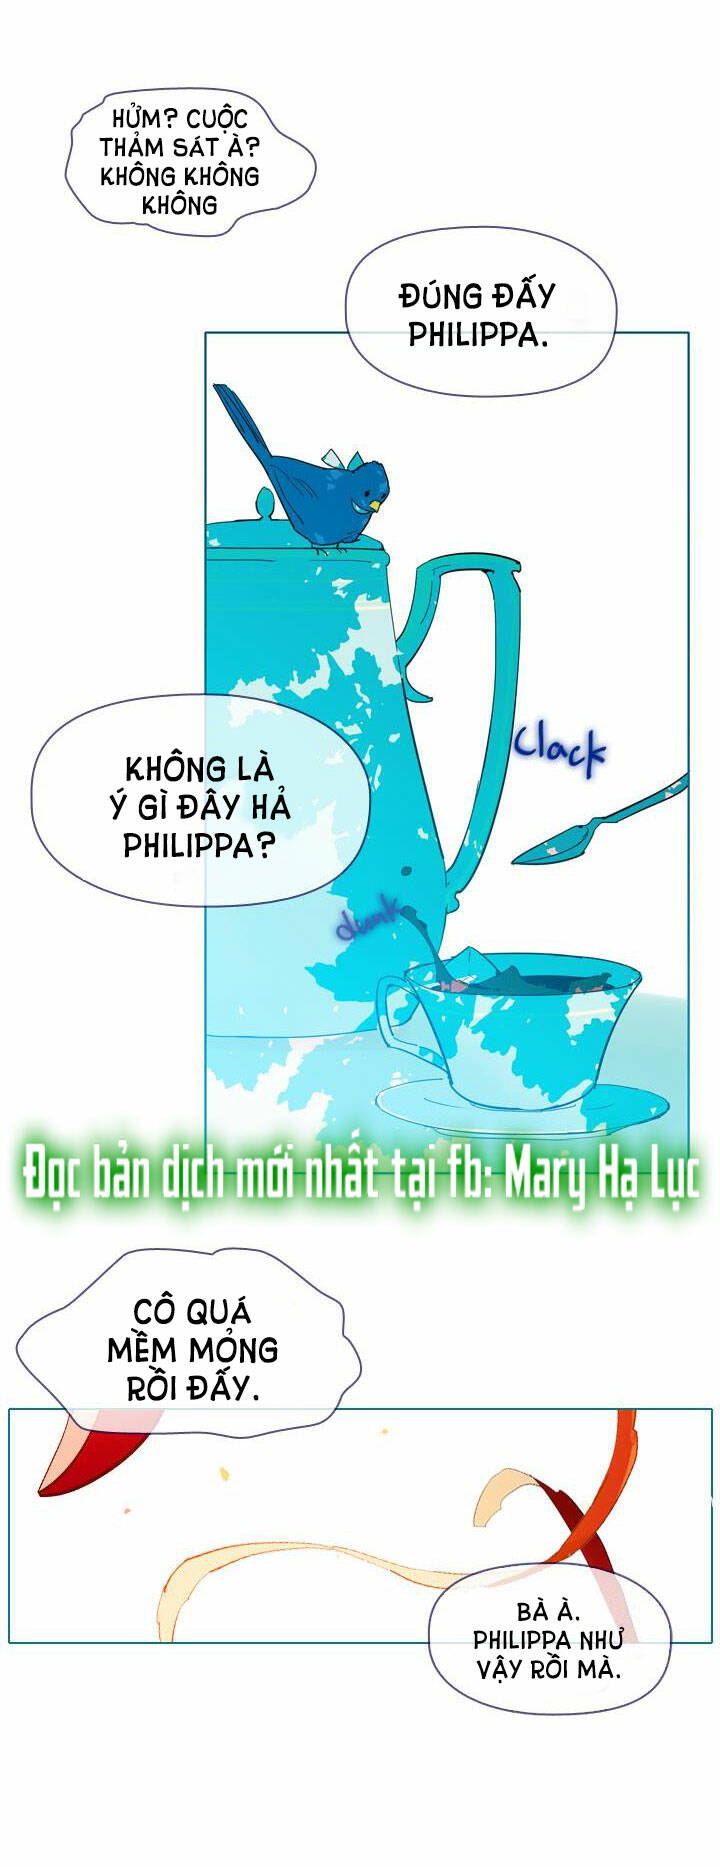 HỬM? CUỘC
THẢM SÁT À?
KHÔNG KHÔNG
KHÔNG
ĐÚNG ĐẤY
PHILIPPA.
KHÔNG LÀ
Ý GÌ ĐÂY HẢ
PHILIPPA?
clack
dunk
Đọc bản dịch mới nhất tại fb: Mary Hạ Lục
CÔ QUÁ
MỀM MỎNG
RỒI ĐẤY.
BÀ À.
PHILIPPA NHƯ
VẬY RỒI MÀ.